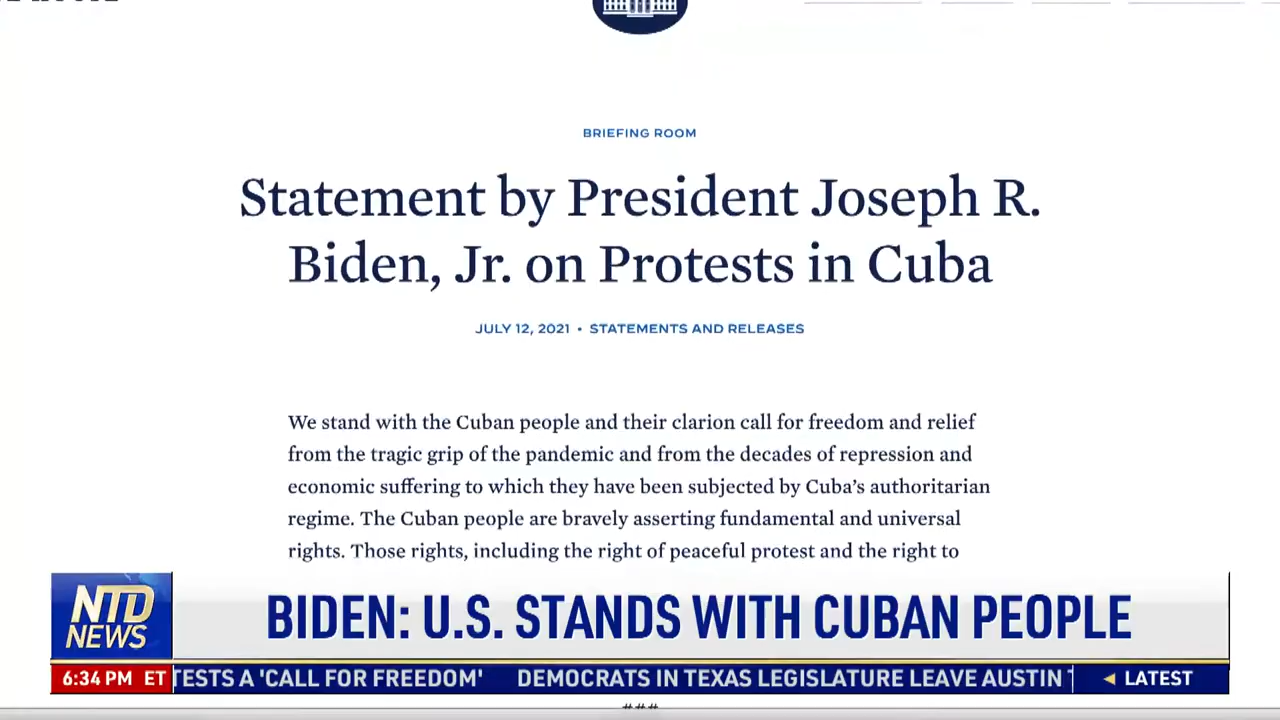 BRIEFING ROOM
Statement by President Joseph R.
Biden, Jr. on Protests in Cuba
JULY 12, 2021 • STATEMENTS AND RELEASES
We stand with the Cuban people and their clarion call for freedom and relief
from the tragic grip of the pandemic and from the decades of repression and
economic suffering to which they have been subjected by Cuba's authoritarian
regime. The Cuban people are bravely asserting fundamental and universal
rights. Those rights, including the right of peaceful protest and the right to
NTD
NEWS
BIDEN: U.S. STANDS WITH CUBAN PEOPLE
6:34 PM ET
TESTS A 'CALL FOR FREEDOM' DEMOCRATS IN TEXAS LEGISLATURE LEAVE AUSTIN
◄ LATEST
###